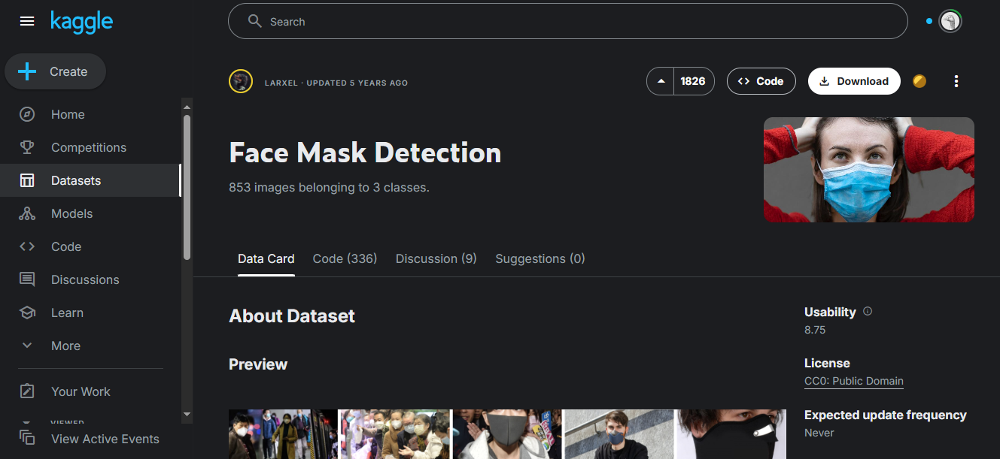 kaggle
Search
Create
LARXEL · UPDATED 5 YEARS AGO
1826
Code
Download
Home
Competitions
Datasets
Models
Code
Discussions
Learn
More
Your Work
VIEWED
View Active Events
Face Mask Detection
853 images belonging to 3 classes.
Data Card Code (336) Discussion (9) Suggestions (0)
About Dataset
Preview
Usability
8.75
License
CC0: Public Domain
Expected update frequency
Never